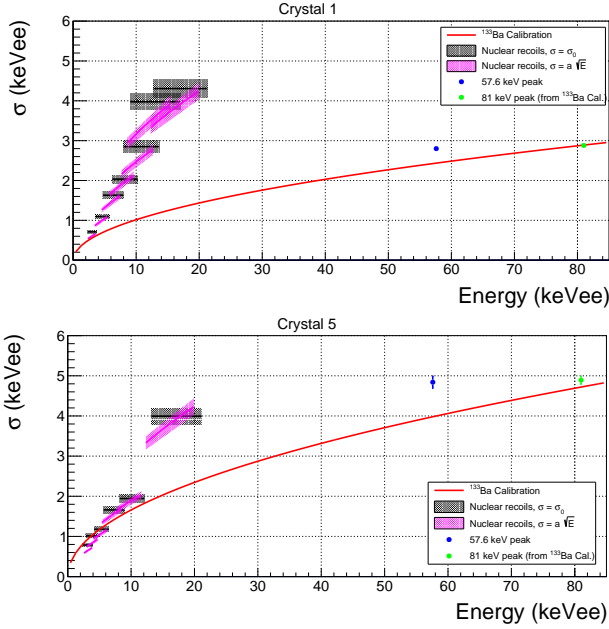 Crystal 1
σ (keVee)
6
5
4
3
2
1
0
¹³³Ba Calibration
Nuclear recoils, σ = σ₀
Nuclear recoils, σ = a √E
57.6 keV peak
81 keV peak (from ¹³³Ba Cal.)
0 10 20 30 40 50 60 70 80
Energy (keVee)
Crystal 5
σ (keVee)
6
5
4
3
2
1
0
¹³³Ba Calibration
Nuclear recoils, σ = σ₀
Nuclear recoils, σ = a √E
57.6 keV peak
81 keV peak (from ¹³³Ba Cal.)
0 10 20 30 40 50 60 70 80
Energy (keVee)